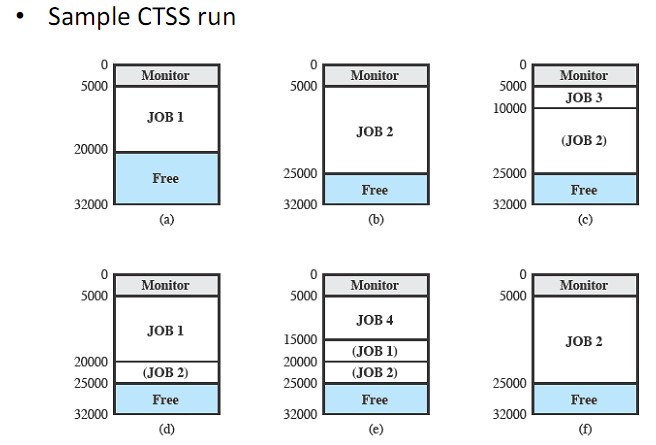 • Sample CTSS run
0
Monitor
5000
JOB 1
20000
Free
32000
(a)
0
Monitor
5000
JOB 2
25000
Free
32000
(b)
0
Monitor
5000
JOB 3
10000
(JOB 2)
25000
Free
32000
(c)
0
Monitor
5000
JOB 1
20000
(JOB 2)
25000
Free
32000
(d)
0
Monitor
5000
JOB 4
15000
(JOB 1)
20000
(JOB 2)
25000
Free
32000
(e)
0
Monitor
5000
JOB 2
25000
Free
32000
(f)